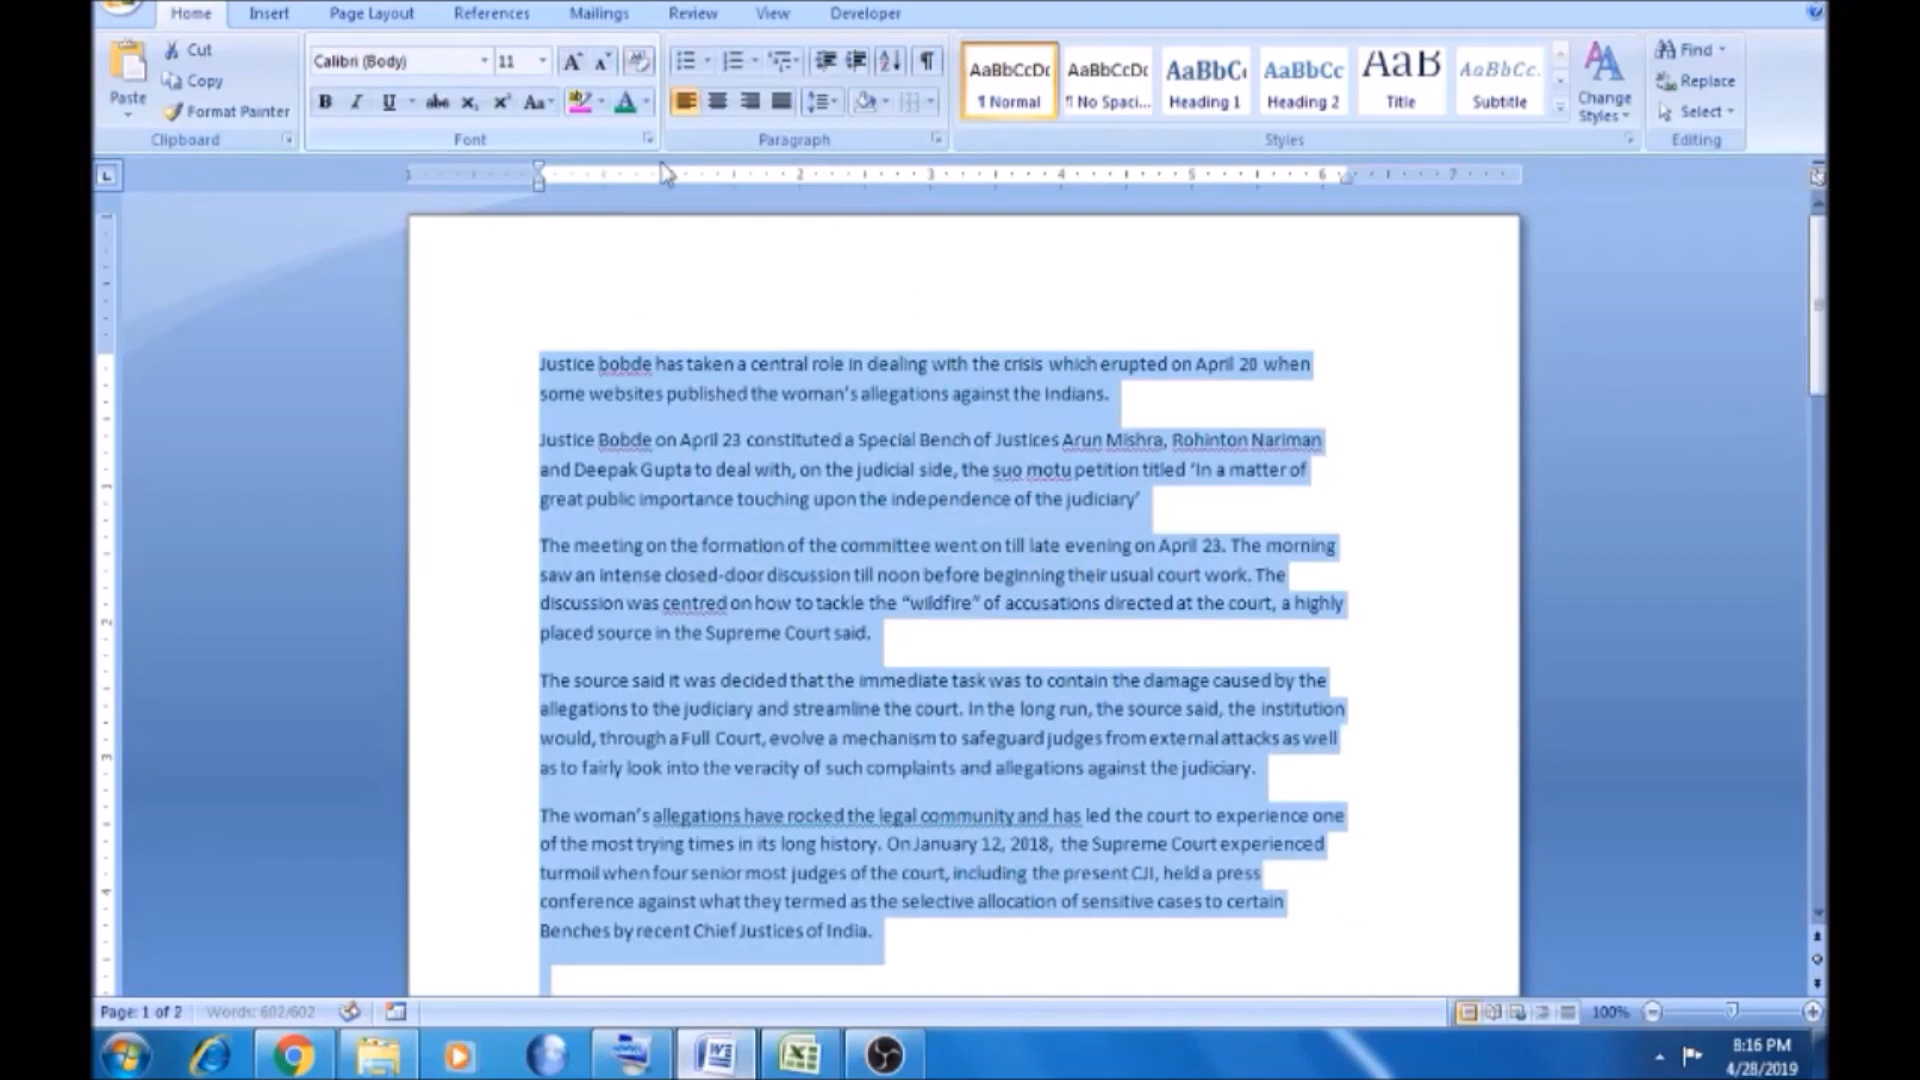 Home Insert Page Layout References Mailings Review View Developer
Paste
Cut
Copy
Format Painter
Clipboard
Calibri (Body) 11
B I U abc x₂ x² Aa
Font
Paragraph
AaBbCcDc AaBbCcDc AaBbC AaBbCc AaB AaBbCc.
¶ Normal ¶ No Spaci... Heading 1 Heading 2 Title Subtitle
Change Styles
Styles
Find
Replace
Select
Editing
1 2 3 4 5 6 7
Justice bobde has taken a central role in dealing with the crisis which erupted on April 20 when
some websites published the woman's allegations against the Indians.
Justice Bobde on April 23 constituted a Special Bench of Justices Arun Mishra, Rohinton Nariman
and Deepak Gupta to deal with, on the judicial side, the suo motu petition titled ‘In a matter of
great public importance touching upon the independence of the judiciary’
The meeting on the formation of the committee went on till late evening on April 23. The morning
saw an intense closed-door discussion till noon before beginning their usual court work. The
discussion was centred on how to tackle the “wildfire” of accusations directed at the court, a highly
placed source in the Supreme Court said.
The source said it was decided that the immediate task was to contain the damage caused by the
allegations to the judiciary and streamline the court. In the long run, the source said, the institution
would, through a Full Court, evolve a mechanism to safeguard judges from external attacks as well
as to fairly look into the veracity of such complaints and allegations against the judiciary.
The woman’s allegations have rocked the legal community and has led the court to experience one
of the most trying times in its long history. On January 12, 2018, the Supreme Court experienced
turmoil when four senior most judges of the court, including the present CJI, held a press
conference against what they termed as the selective allocation of sensitive cases to certain
Benches by recent Chief Justices of India.
Page: 1 of 2 Words: 602/602 100%
8:16 PM
4/28/2019